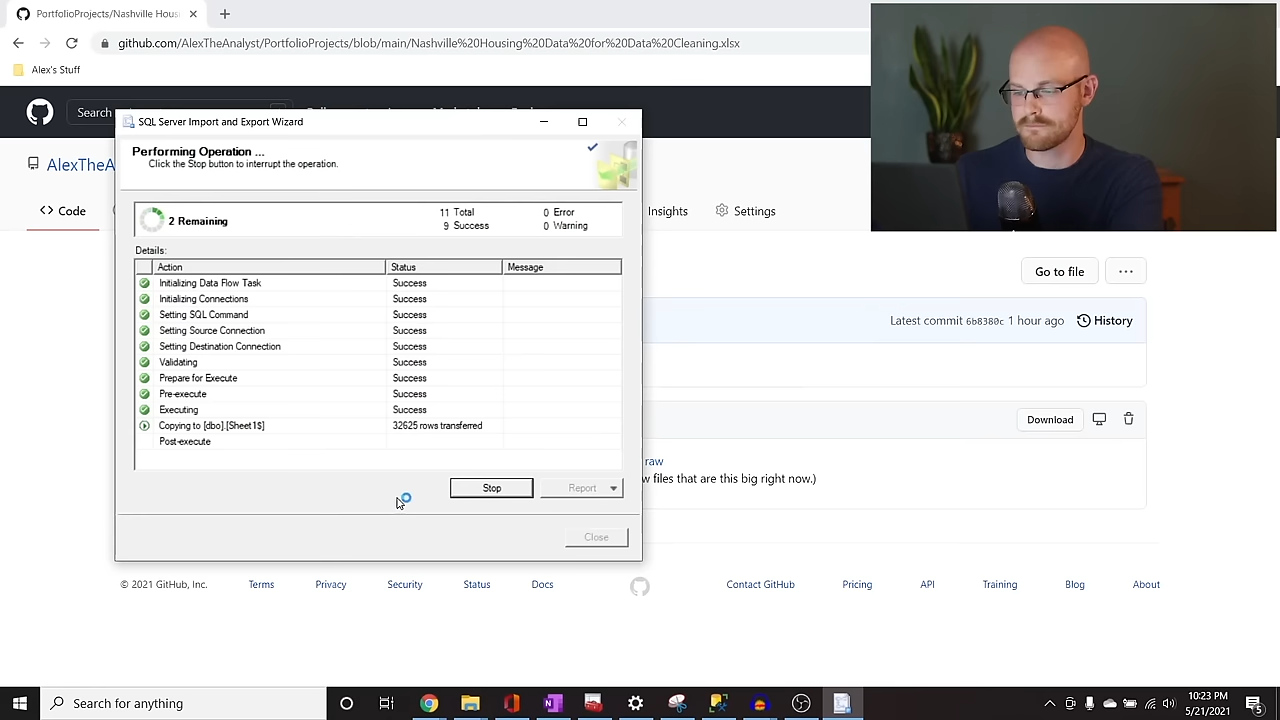 PortfolioProjects/Nashville Hous
github.com/AlexTheAnalyst/PortfolioProjects/blob/main/Nashville%20Housing%20Data%20for%20Data%20Cleaning.xlsx
Alex's Stuff
Search
SQL Server Import and Export Wizard
AlexTheA
Performing Operation ...
Click the Stop button to interrupt the operation.
Code
Insights
Settings
2 Remaining
11 Total
0 Error
9 Success
0 Warning
Details:
Action Status Message
Initializing Data Flow Task Success
Initializing Connections Success
Setting SQL Command Success
Setting Source Connection Success
Setting Destination Connection Success
Validating Success
Prepare for Execute Success
Pre-execute Success
Executing Success
Copying to [dbo].[Sheet1$] 32625 rows transferred
Post-execute
Stop
Report
Close
Go to file
Latest commit 6b8380c 1 hour ago
History
Download
raw
w files that are this big right now.)
© 2021 GitHub, Inc. Terms Privacy Security Status Docs Contact GitHub Pricing API Training Blog About
Search for anything
10:23 PM
5/21/2021
5